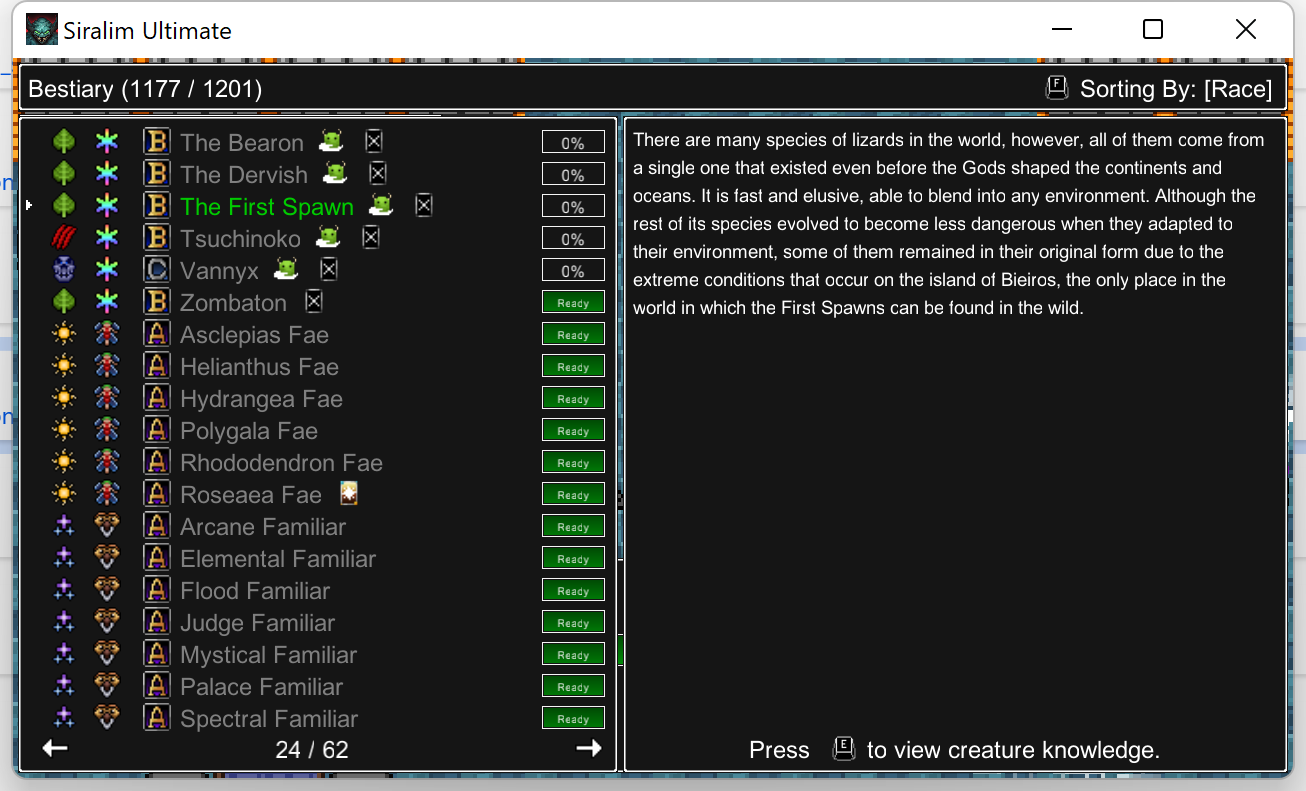 Siralim Ultimate
Bestiary (1177 / 1201)
F Sorting By: [Race]
B The Bearon 0%
B The Dervish 0%
B The First Spawn 0%
B Tsuchinoko 0%
C Vannyx 0%
B Zombaton Ready
A Asclepias Fae Ready
A Helianthus Fae Ready
A Hydrangea Fae Ready
A Polygala Fae Ready
A Rhododendron Fae Ready
A Roseaea Fae Ready
A Arcane Familiar Ready
A Elemental Familiar Ready
A Flood Familiar Ready
A Judge Familiar Ready
A Mystical Familiar Ready
A Palace Familiar Ready
A Spectral Familiar Ready
24 / 62
There are many species of lizards in the world, however, all of them come from
a single one that existed even before the Gods shaped the continents and
oceans. It is fast and elusive, able to blend into any environment. Although the
rest of its species evolved to become less dangerous when they adapted to
their environment, some of them remained in their original form due to the
extreme conditions that occur on the island of Bieiros, the only place in the
world in which the First Spawns can be found in the wild.
Press E to view creature knowledge.